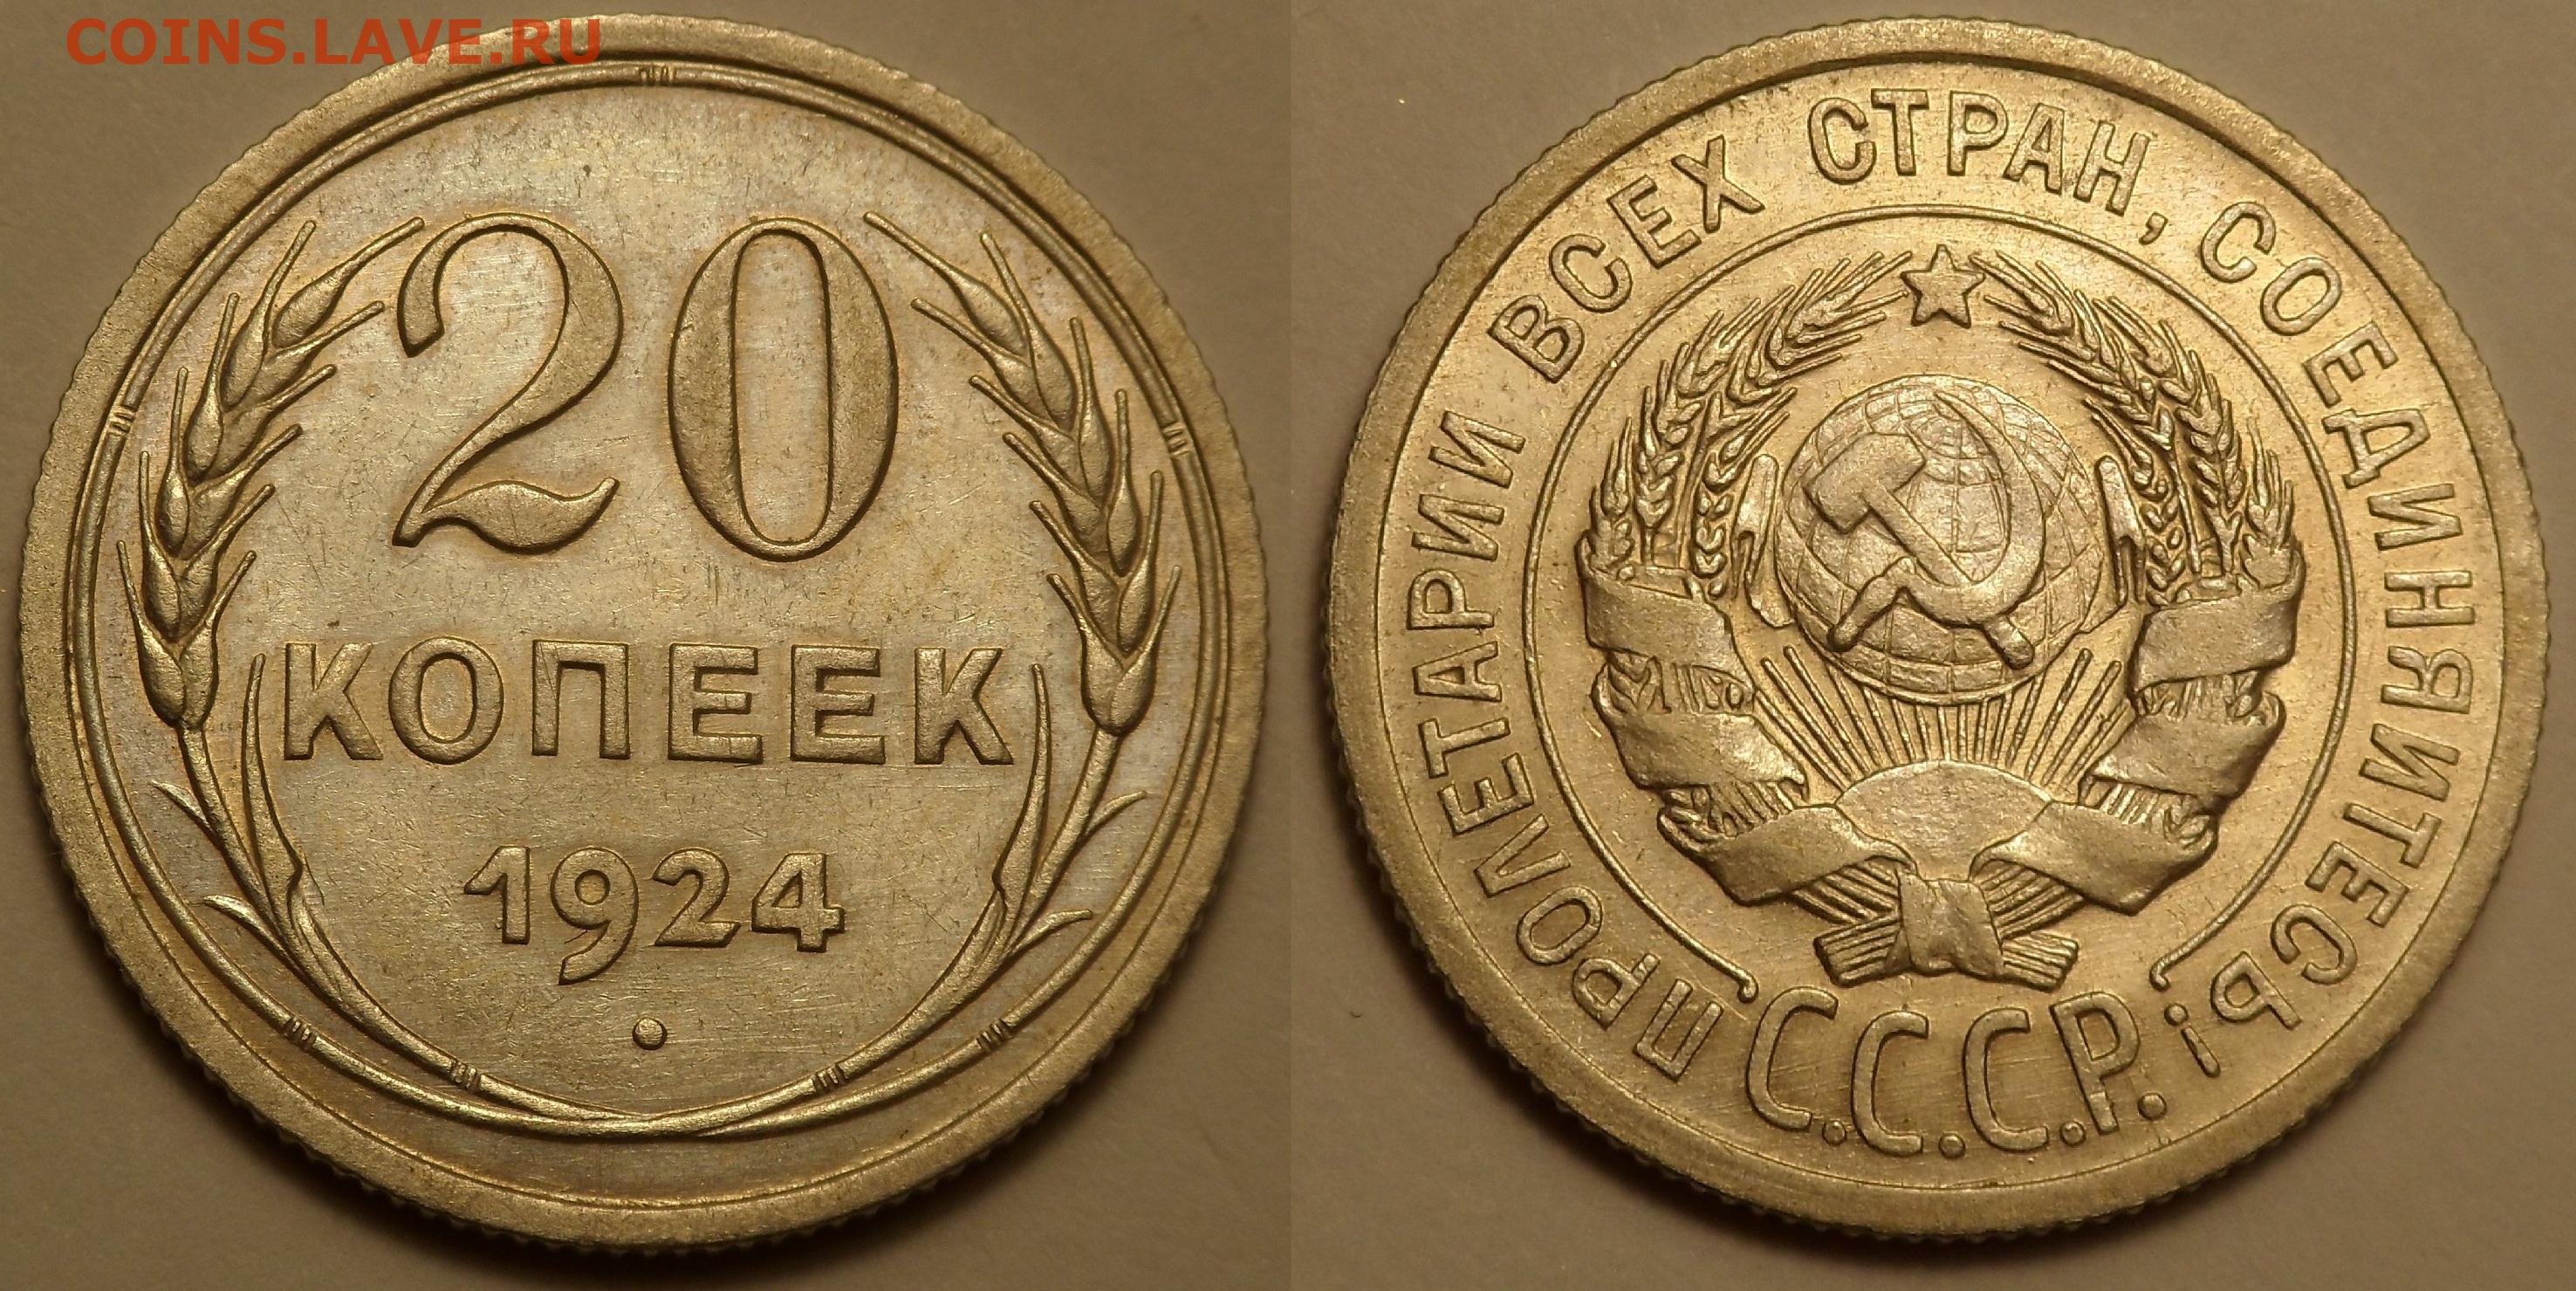 COINS.LAVE.RU
20
КОПЕЕК
1924
ПРОЛЕТАРИИ ВСЕХ СТРАН, СОЕДИНЯЙТЕСЬ!
С.С.С.Р.